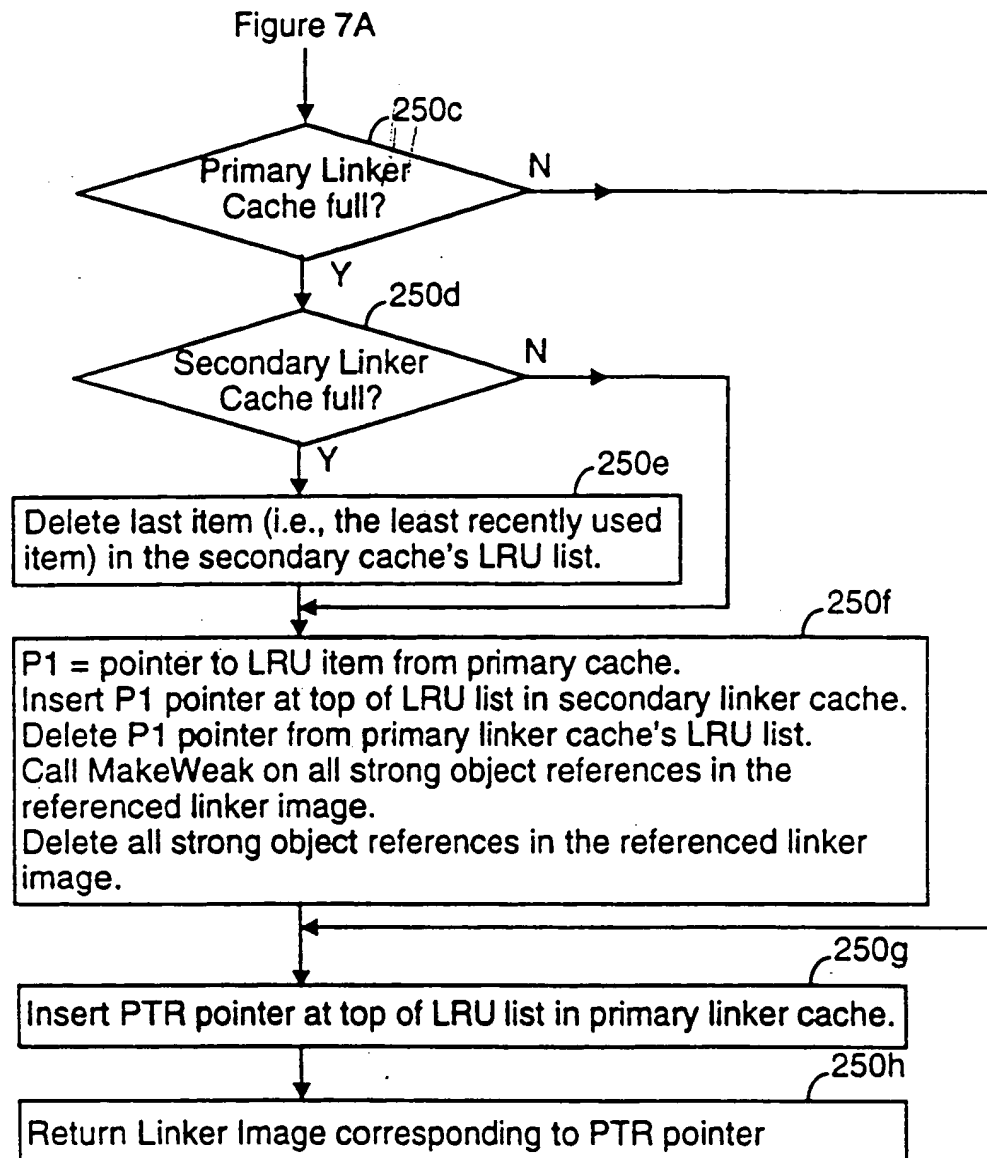 Figure 7A
250c
Primary Linker
Cache full?
N
Y
250d
Secondary Linker
Cache full?
N
Y
250e
Delete last item (i.e., the least recently used
item) in the secondary cache's LRU list.
250f
P1 = pointer to LRU item from primary cache.
Insert P1 pointer at top of LRU list in secondary linker cache.
Delete P1 pointer from primary linker cache's LRU list.
Call MakeWeak on all strong object references in the
referenced linker image.
Delete all strong object references in the referenced linker
image.
250g
Insert PTR pointer at top of LRU list in primary linker cache.
250h
Return Linker Image corresponding to PTR pointer